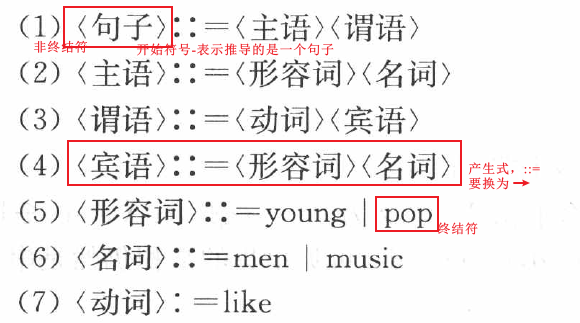 (1)〈句子〉::=〈主语〉〈谓语〉
非终结符 开始符号-表示推导的是一个句子
(2)〈主语〉::=〈形容词〉〈名词〉
(3)〈谓语〉::=〈动词〉〈宾语〉
(4)〈宾语〉::=〈形容词〉〈名词〉
产生式，::=
要换为→
(5)〈形容词〉::=young | pop
终结符
(6)〈名词〉::=men | music
(7)〈动词〉:=like